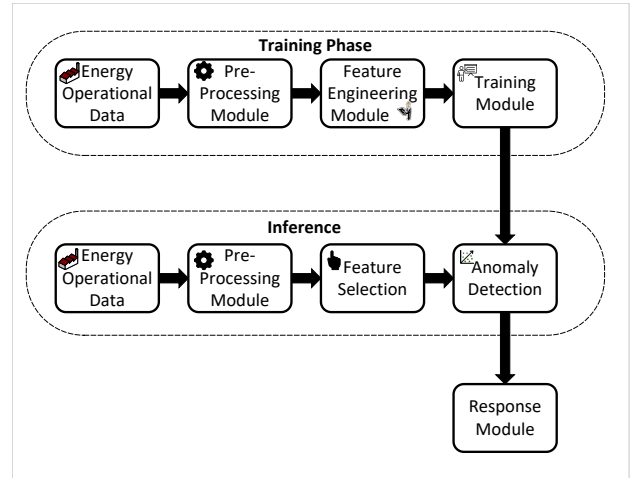 Training Phase
Energy
Operational
Data
Pre-
Processing
Module
Feature
Engineering
Module
Training
Module
Inference
Energy
Operational
Data
Pre-
Processing
Module
Feature
Selection
Anomaly
Detection
Response
Module